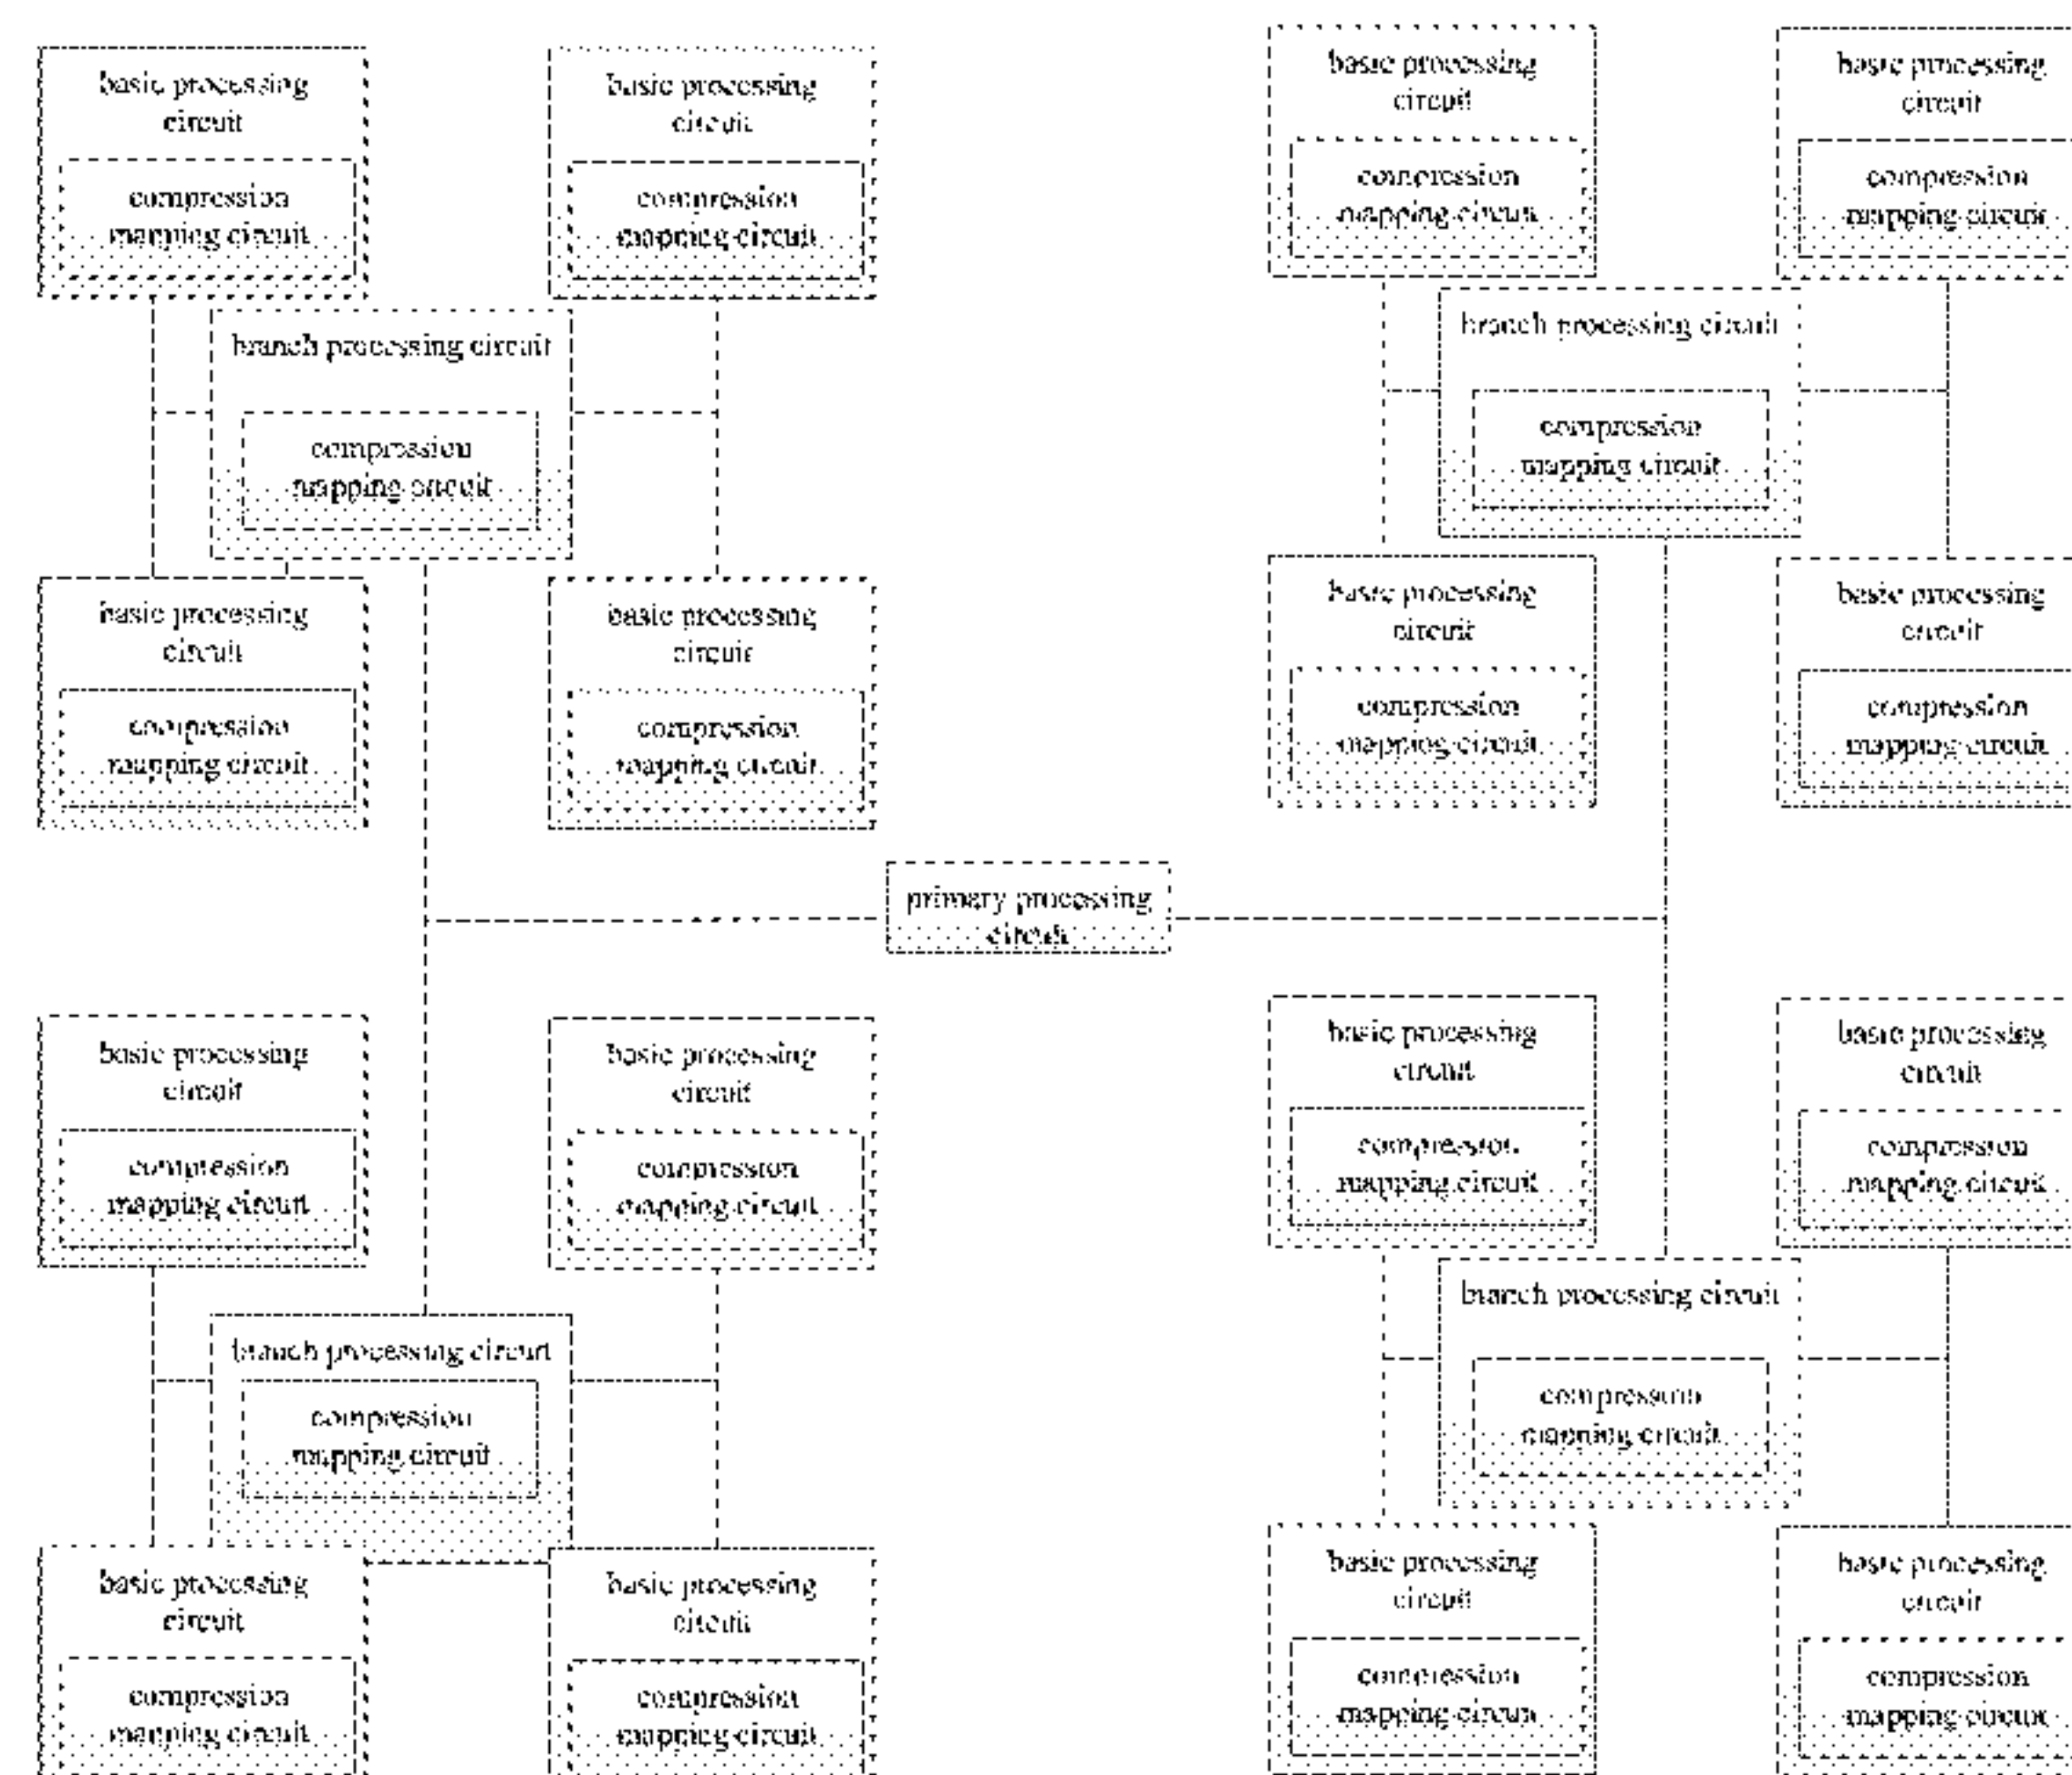 basic processing
circuit
compression
mapping circuit
basic processing
circuit
compression
mapping circuit
basic processing
circuit
compression
mapping circuit
basic processing
circuit
compression
mapping circuit
branch processing circuit
compression
mapping circuit
branch processing circuit
compression
mapping circuit
basic processing
circuit
compression
mapping circuit
basic processing
circuit
compression
mapping circuit
basic processing
circuit
compression
mapping circuit
basic processing
circuit
compression
mapping circuit
primary processing
circuit
basic processing
circuit
compression
mapping circuit
basic processing
circuit
compression
mapping circuit
basic processing
circuit
compression
mapping circuit
basic processing
circuit
compression
mapping circuit
branch processing circuit
compression
mapping circuit
branch processing circuit
compression
mapping circuit
basic processing
circuit
compression
mapping circuit
basic processing
circuit
compression
mapping circuit
basic processing
circuit
compression
mapping circuit
basic processing
circuit
compression
mapping circuit